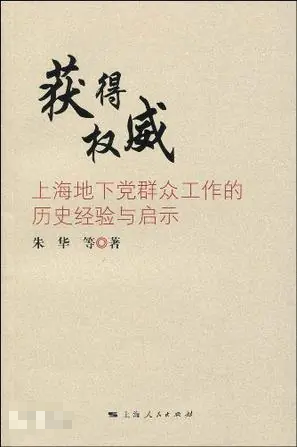 获得
权威
上海地下党群众工作的
历史经验与启示
朱 华 等◎著
上海人民出版社